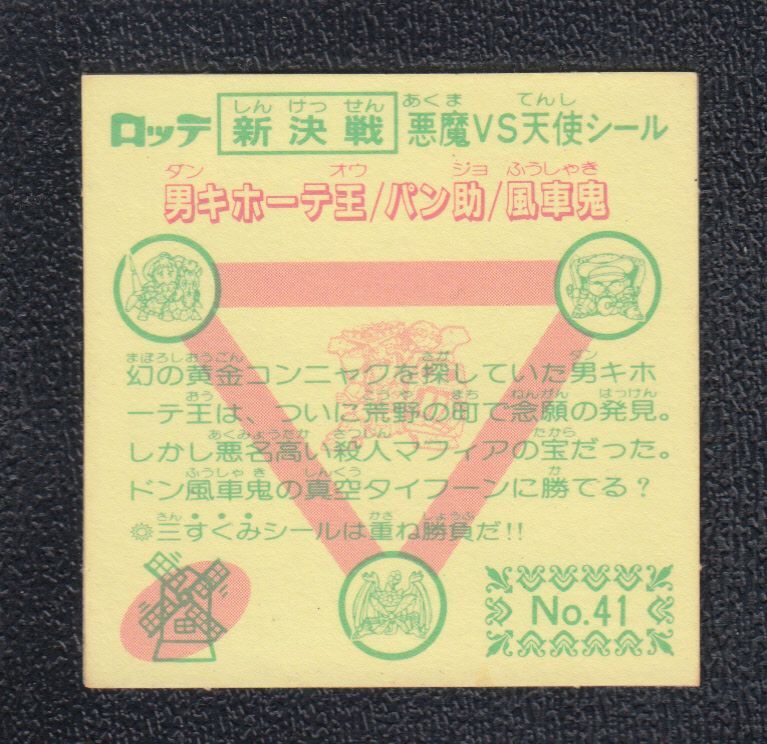 しん けっ せん あくま てんし
ロッテ 新決戦 悪魔VS天使シール
ダン オウ ジョ ふうしゃき
男キホーテ王/パン助/風車鬼
まぼろし おうごん さが ダン
幻の黄金コンニャクを探していた男キホ
おう こうや まち ねんがん はっけん
ーテ王は、ついに荒野の町で念願の発見。
あくみょうたか さつじん たから
しかし悪名高い殺人マフィアの宝だった。
ふうしゃき しんくう か
ドン風車鬼の真空タイフーンに勝てる?
さん かさ しょうぶ
三すくみシールは重ね勝負だ!!
No.41